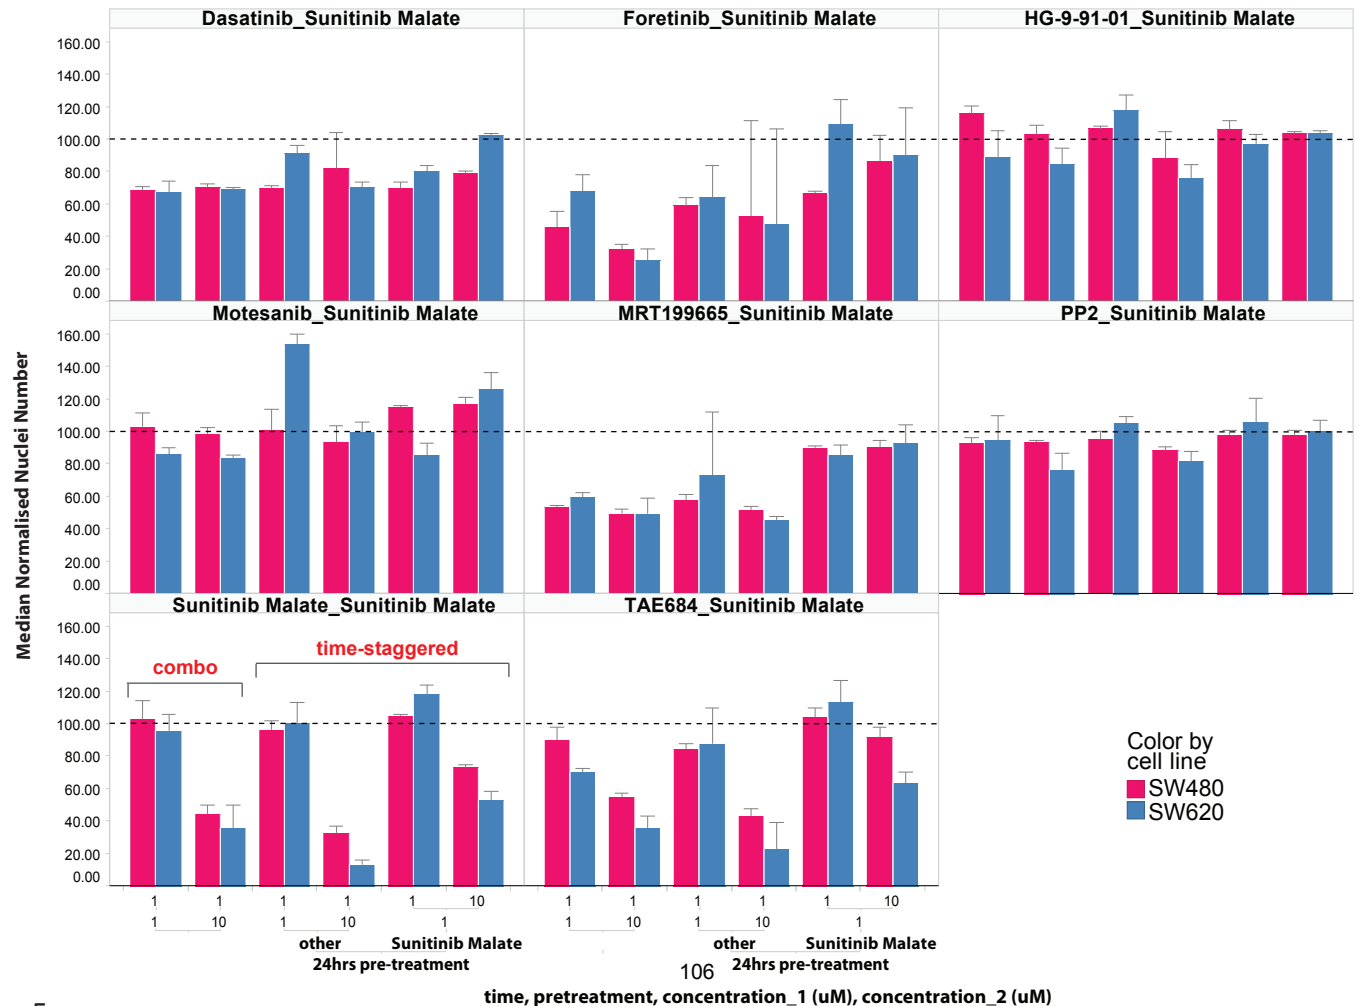 Dasatinib_Sunitinib Malate Foretinib_Sunitinib Malate HG-9-91-01_Sunitinib Malate
160.00
140.00
120.00
100.00
80.00
60.00
40.00
20.00
0.00
Motesanib_Sunitinib Malate MRT199665_Sunitinib Malate PP2_Sunitinib Malate
160.00
140.00
120.00
100.00
80.00
60.00
40.00
20.00
0.00
Median Normalised Nuclei Number
Sunitinib Malate_Sunitinib Malate TAE684_Sunitinib Malate
160.00
140.00
120.00
100.00
80.00
60.00
40.00
20.00
0.00
combo
time-staggered
Color by
cell line
SW480
SW620
1 1 1 1 1 10 1 1 1 1 1 10
1 10 1 10 1 1 10 1 10 1
other Sunitinib Malate other Sunitinib Malate
24hrs pre-treatment 106 24hrs pre-treatment
time, pretreatment, concentration_1 (uM), concentration_2 (uM)